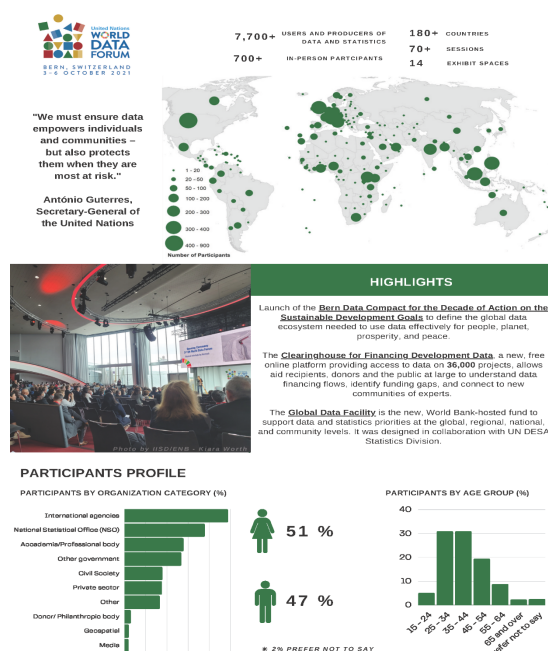 United Nations
WORLD
DATA
FORUM
BERN, SWITZERLAND
3-6 OCTOBER 2021
7,700+ USERS AND PRODUCERS OF
DATA AND STATISTICS
700+ IN-PERSON PARTCIPANTS
180+ COUNTRIES
70+ SESSIONS
14 EXHIBIT SPACES
"We must ensure data
empowers individuals
and communities –
but also protects
them when they are
most at risk."
António Guterres,
Secretary-General of
the United Nations
1 - 20
20 - 50
50 - 100
100 - 200
200 - 300
300 - 400
400 - 900
Number of Participants
Photo by IISD/ENB - Kiara Worth
HIGHLIGHTS
Launch of the Bern Data Compact for the Decade of Action on the
Sustainable Development Goals to define the global data
ecosystem needed to use data effectively for people, planet,
prosperity, and peace.
The Clearinghouse for Financing Development Data, a new, free
online platform providing access to data on 36,000 projects, allows
aid recipients, donors and the public at large to understand data
financing flows, identify funding gaps, and connect to new
communities of experts.
The Global Data Facility is the new, World Bank-hosted fund to
support data and statistics priorities at the global, regional, national,
and community levels. It was designed in collaboration with UN DESA
Statistics Division.
PARTICIPANTS PROFILE
PARTICIPANTS BY ORGANIZATION CATEGORY (%)
International agencies
National Statistical Office (NSO)
Accademia/Professional body
Other government
Civil Society
Private sector
Other
Donor/ Philanthropic body
Geospatial
Media
51 %
47 %
* 2% PREFER NOT TO SAY
PARTICIPANTS BY AGE GROUP (%)
40
30
20
10
0
15 - 24
25 - 34
35 - 44
45 - 54
55 - 64
65 and over
efer not to say